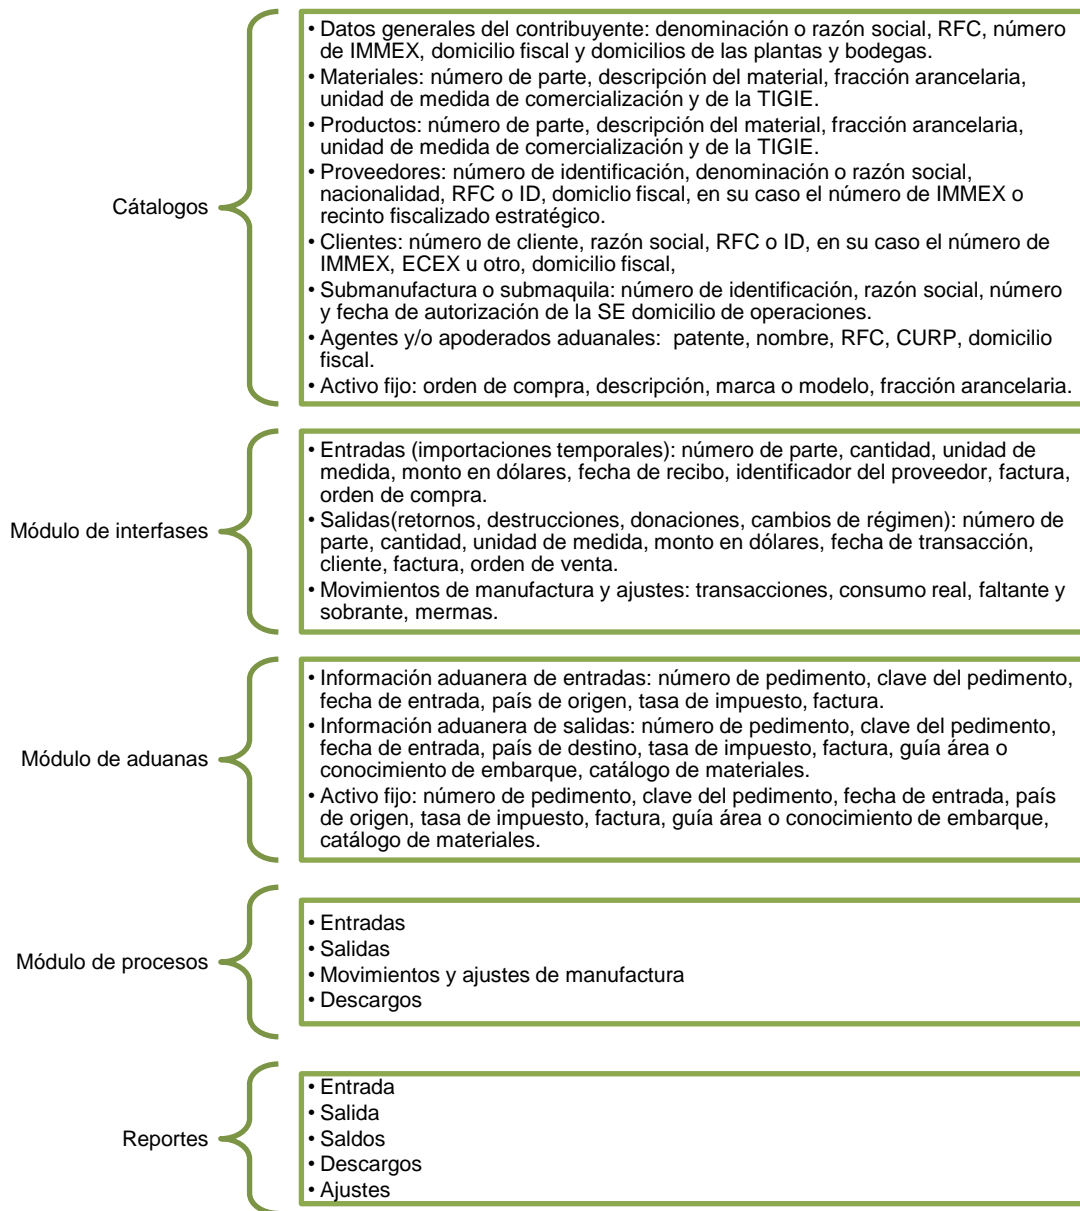 Cátalogos
• Datos generales del contribuyente: denominación o razón social, RFC, número
de IMMEX, domicilio fiscal y domicilios de las plantas y bodegas.
• Materiales: número de parte, descripción del material, fracción arancelaria,
unidad de medida de comercialización y de la TIGIE.
• Productos: número de parte, descripción del material, fracción arancelaria,
unidad de medida de comercialización y de la TIGIE.
• Proveedores: número de identificación, denominación o razón social,
nacionalidad, RFC o ID, domiclio fiscal, en su caso el número de IMMEX o
recinto fiscalizado estratégico.
• Clientes: número de cliente, razón social, RFC o ID, en su caso el número de
IMMEX, ECEX u otro, domicilio fiscal,
• Submanufactura o submaquila: número de identificación, razón social, número
y fecha de autorización de la SE domicilio de operaciones.
• Agentes y/o apoderados aduanales:  patente, nombre, RFC, CURP, domicilio
fiscal.
• Activo fijo: orden de compra, descripción, marca o modelo, fracción arancelaria.
Módulo de interfases
• Entradas (importaciones temporales): número de parte, cantidad, unidad de
medida, monto en dólares, fecha de recibo, identificador del proveedor, factura,
orden de compra.
• Salidas(retornos, destrucciones, donaciones, cambios de régimen): número de
parte, cantidad, unidad de medida, monto en dólares, fecha de transacción,
cliente, factura, orden de venta.
• Movimientos de manufactura y ajustes: transacciones, consumo real, faltante y
sobrante, mermas.
Módulo de aduanas
• Información aduanera de entradas: número de pedimento, clave del pedimento,
fecha de entrada, país de origen, tasa de impuesto, factura.
• Información aduanera de salidas: número de pedimento, clave del pedimento,
fecha de entrada, país de destino, tasa de impuesto, factura, guía área o
conocimiento de embarque, catálogo de materiales.
• Activo fijo: número de pedimento, clave del pedimento, fecha de entrada, país
de origen, tasa de impuesto, factura, guía área o conocimiento de embarque,
catálogo de materiales.
Módulo de procesos
• Entradas
• Salidas
• Movimientos y ajustes de manufactura
• Descargos
Reportes
• Entrada
• Salida
• Saldos
• Descargos
• Ajustes